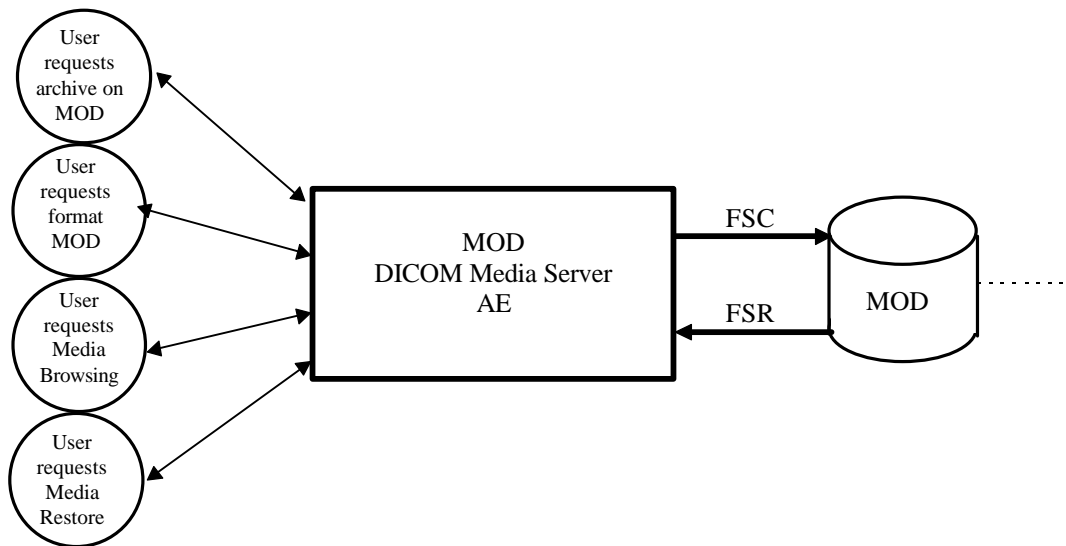 User
requests
archive on
MOD
User
requests
format
MOD
User
requests
Media
Browsing
User
requests
Media
Restore
MOD
DICOM Media Server
AE
FSC
FSR
MOD